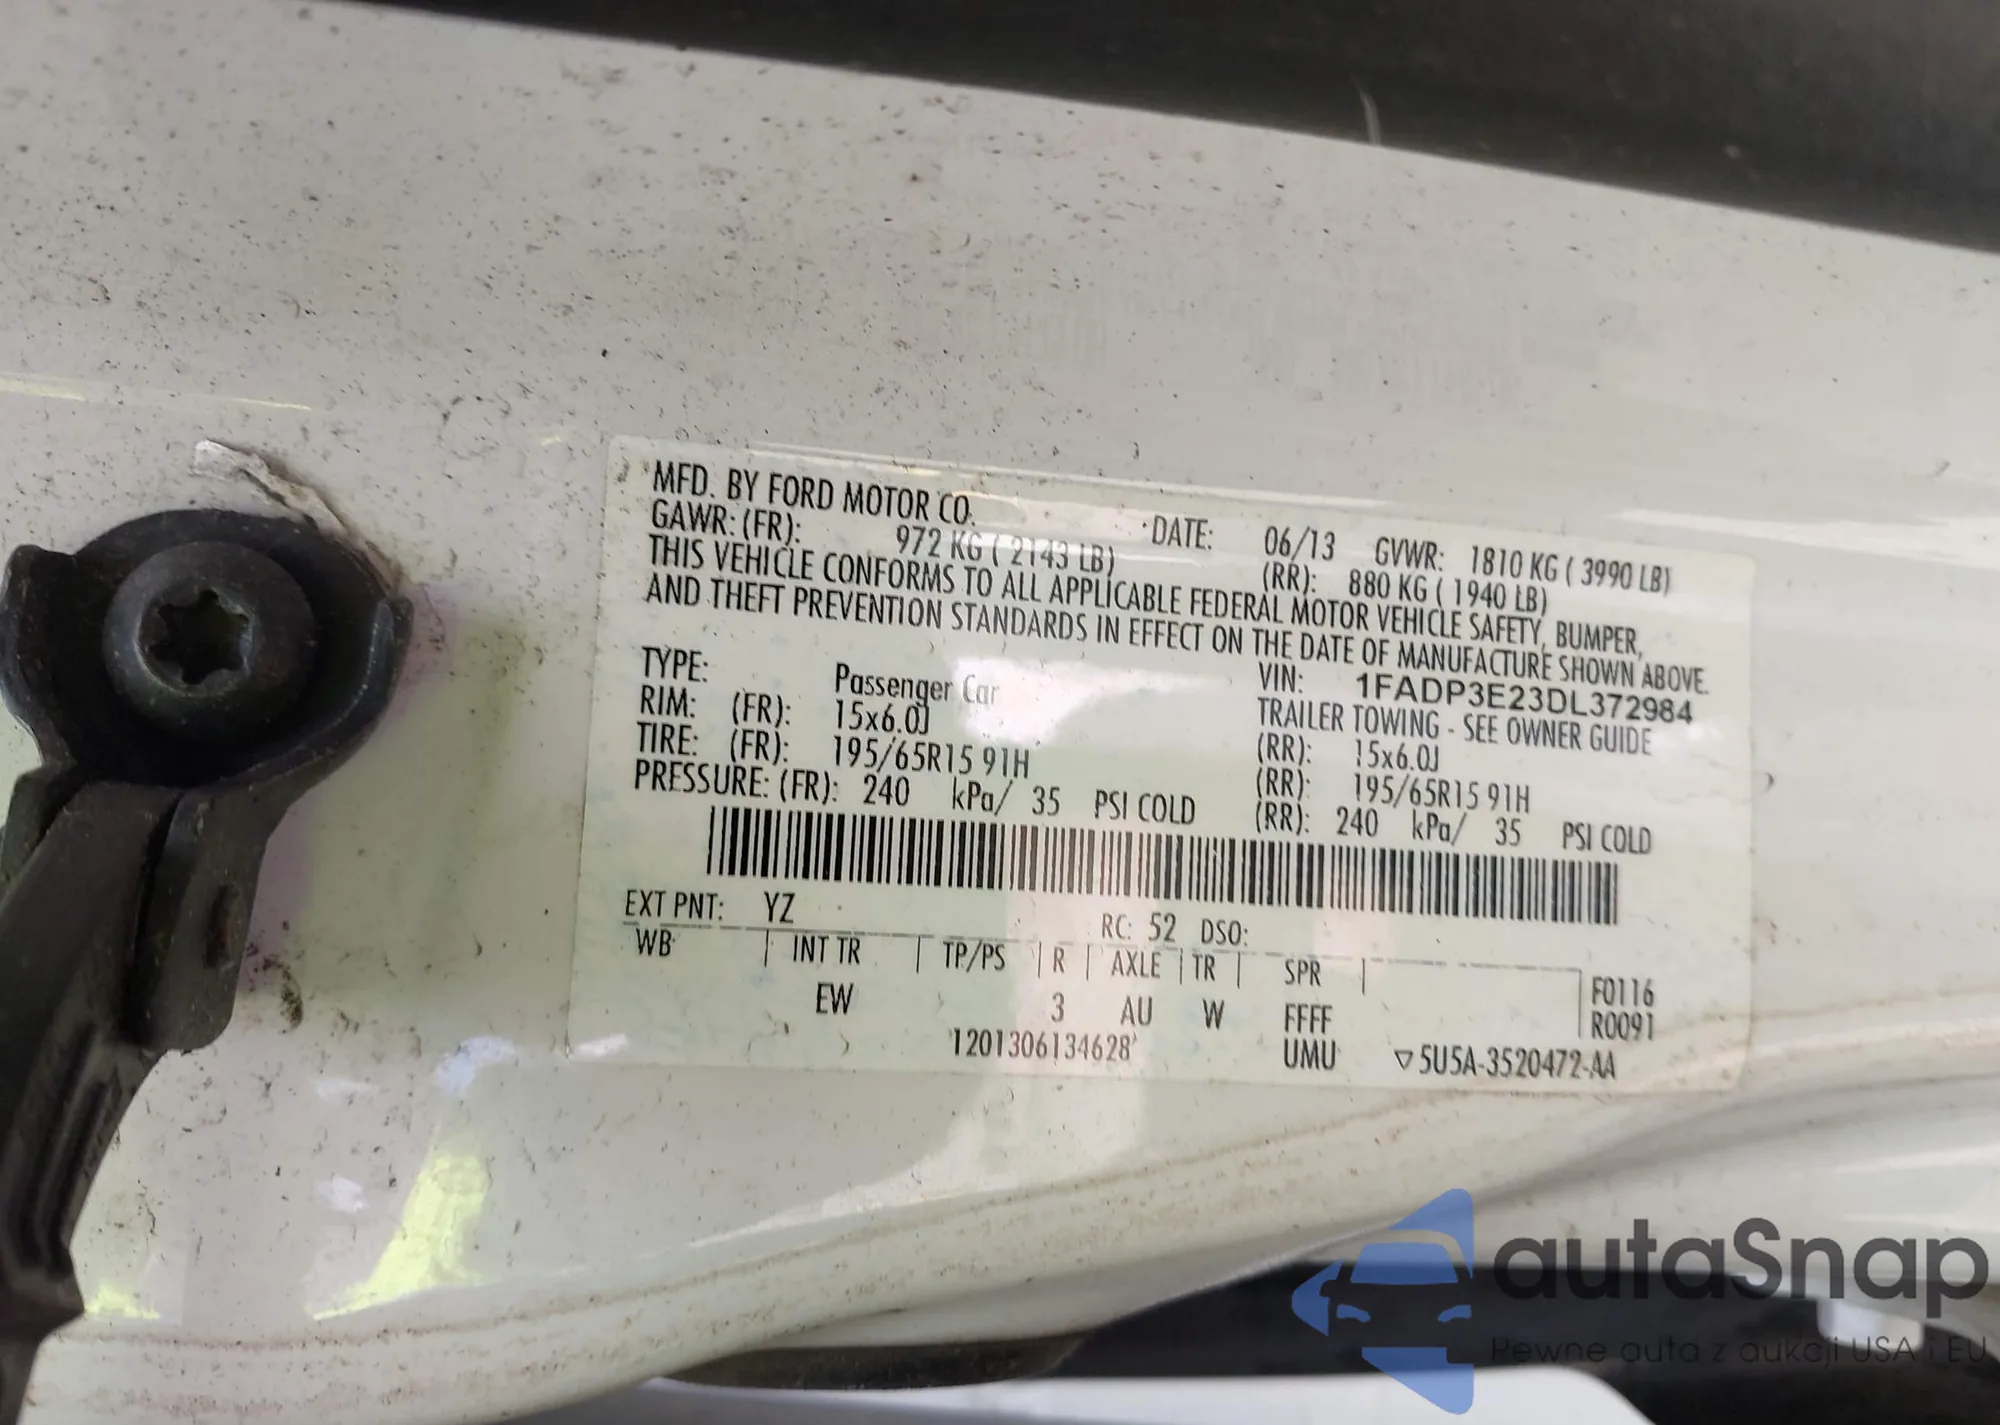 MFD. BY FORD MOTOR CO. DATE: 06/13 GVWR: 1810 KG ( 3990 LB)
GAWR: (FR): 972 KG ( 2143 LB) (RR): 880 KG ( 1940 LB)
THIS VEHICLE CONFORMS TO ALL APPLICABLE FEDERAL MOTOR VEHICLE SAFETY, BUMPER,
AND THEFT PREVENTION STANDARDS IN EFFECT ON THE DATE OF MANUFACTURE SHOWN ABOVE.
VIN: 1FADP3E23DL372984
TYPE: Passenger Car TRAILER TOWING - SEE OWNER GUIDE
RIM: (FR): 15x6.0J (RR): 15x6.0J
TIRE: (FR): 195/65R15 91H (RR): 195/65R15 91H
PRESSURE: (FR): 240 kPa/ 35 PSI COLD (RR): 240 kPa/ 35 PSI COLD
EXT PNT: YZ RC: 52 DSO:
WB | INT TR | TP/PS | R | AXLE | TR | SPR | F0116
EW 3 AU W FFFF R0091
1201306134628 UMU ▽5U5A-3520472-AA
autaSnap
Pewne auta z aukcji USA i EU